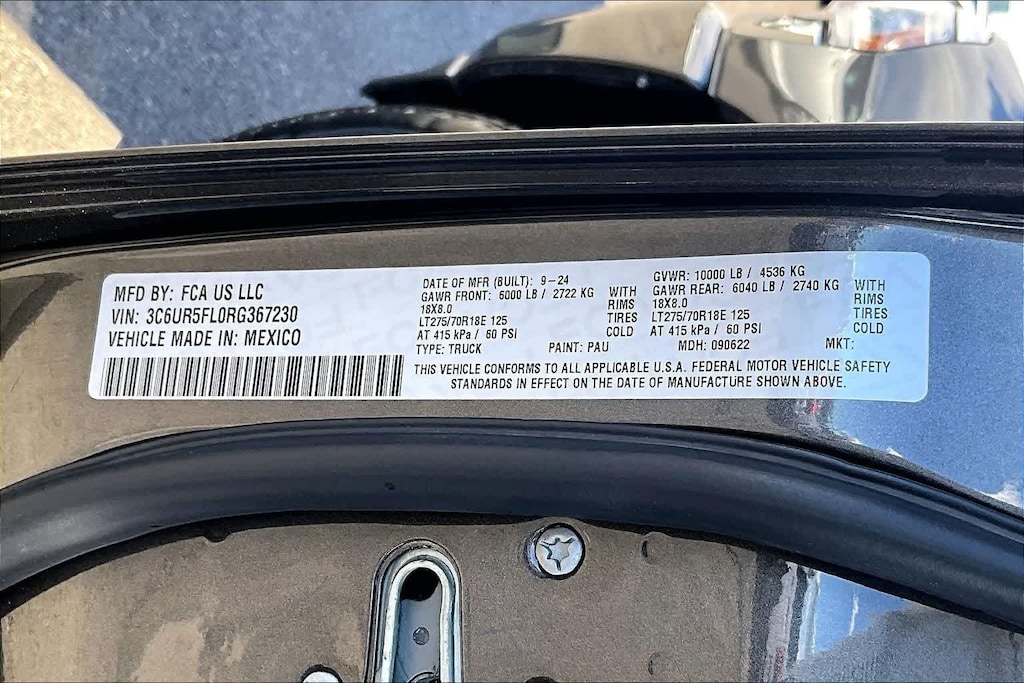 MFD BY: FCA US LLC
VIN: 3C6UR5FL0RG367230
VEHICLE MADE IN: MEXICO
DATE OF MFR (BUILT): 9-24
GAWR FRONT: 6000 LB / 2722 KG WITH
18X8.0 RIMS
LT275/70R18E 125 TIRES
AT 415 kPa / 60 PSI COLD
GVWR: 10000 LB / 4536 KG
GAWR REAR: 6040 LB / 2740 KG WITH
18X8.0 RIMS
LT275/70R18E 125 TIRES
AT 415 kPa / 60 PSI COLD
TYPE: TRUCK PAINT: PAU MDH: 090622 MKT:
THIS VEHICLE CONFORMS TO ALL APPLICABLE U.S.A. FEDERAL MOTOR VEHICLE SAFETY
STANDARDS IN EFFECT ON THE DATE OF MANUFACTURE SHOWN ABOVE.